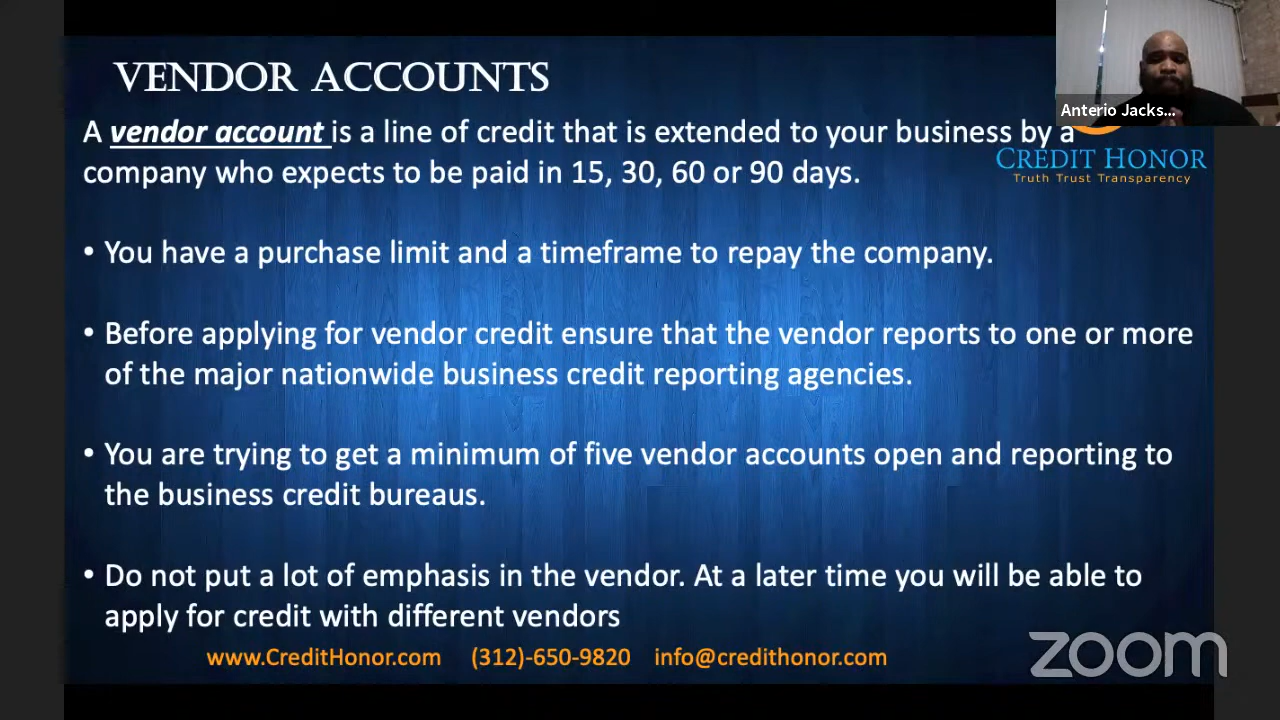 VENDOR ACCOUNTS
Anterio Jacks...
A vendor account is a line of credit that is extended to your business by a
company who expects to be paid in 15, 30, 60 or 90 days.
CREDIT HONOR
Truth Trust Transparency
• You have a purchase limit and a timeframe to repay the company.
• Before applying for vendor credit ensure that the vendor reports to one or more
of the major nationwide business credit reporting agencies.
• You are trying to get a minimum of five vendor accounts open and reporting to
the business credit bureaus.
• Do not put a lot of emphasis in the vendor. At a later time you will be able to
apply for credit with different vendors
www.CreditHonor.com (312)-650-9820 info@credithonor.com
zoom